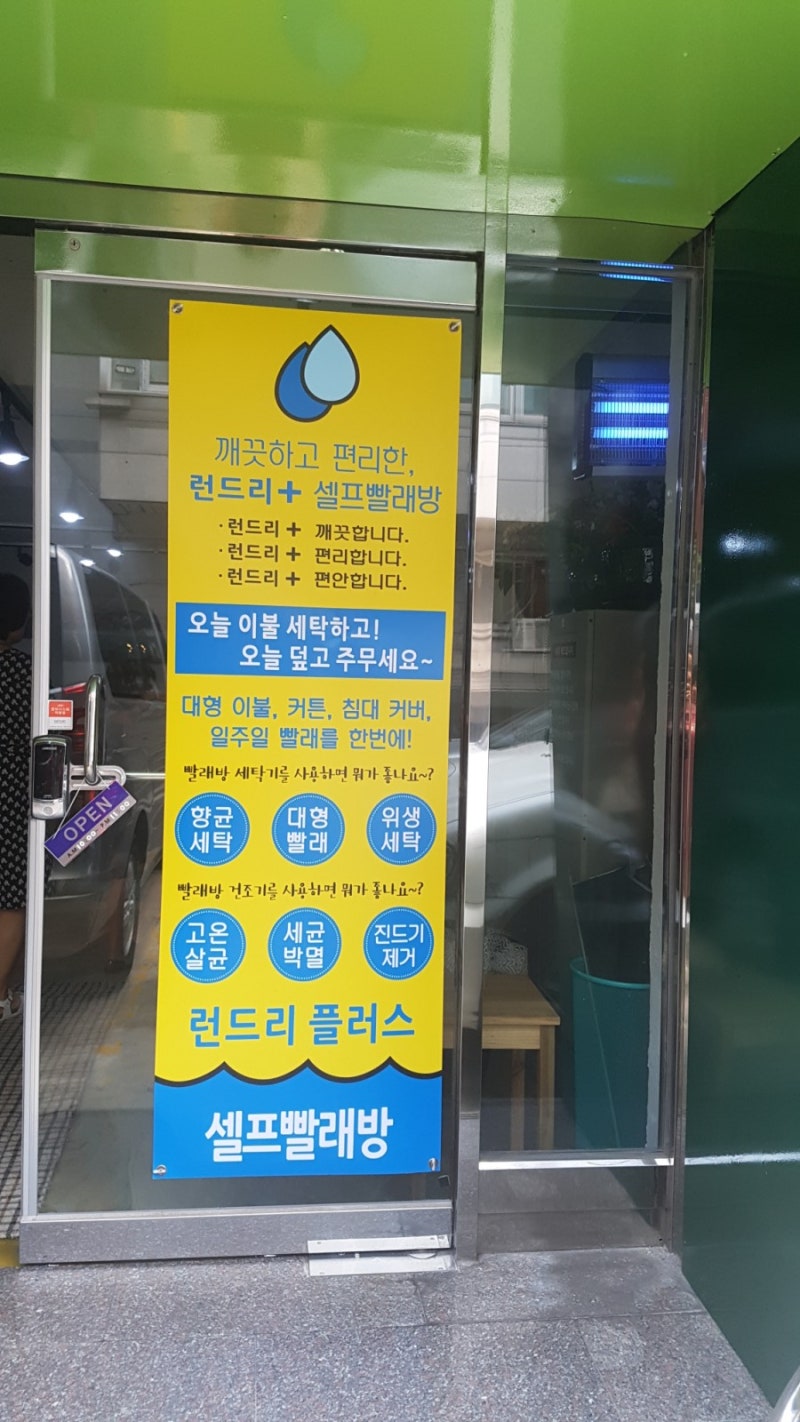 깨끗하고 편리한,
런드리+ 셀프빨래방
·런드리+ 깨끗합니다.
·런드리+ 편리합니다.
·런드리+ 편안합니다.
오늘 이불 세탁하고!
오늘 덮고 주무세요~
대형 이불, 커튼, 침대 커버,
일주일 빨래를 한번에!
빨래방 세탁기를 사용하면 뭐가 좋나요~?
향균
세탁
대형
빨래
위생
세탁
빨래방 건조기를 사용하면 뭐가 좋나요~?
고온
살균
세균
박멸
진드기
제거
런드리 플러스
셀프빨래방
OPEN